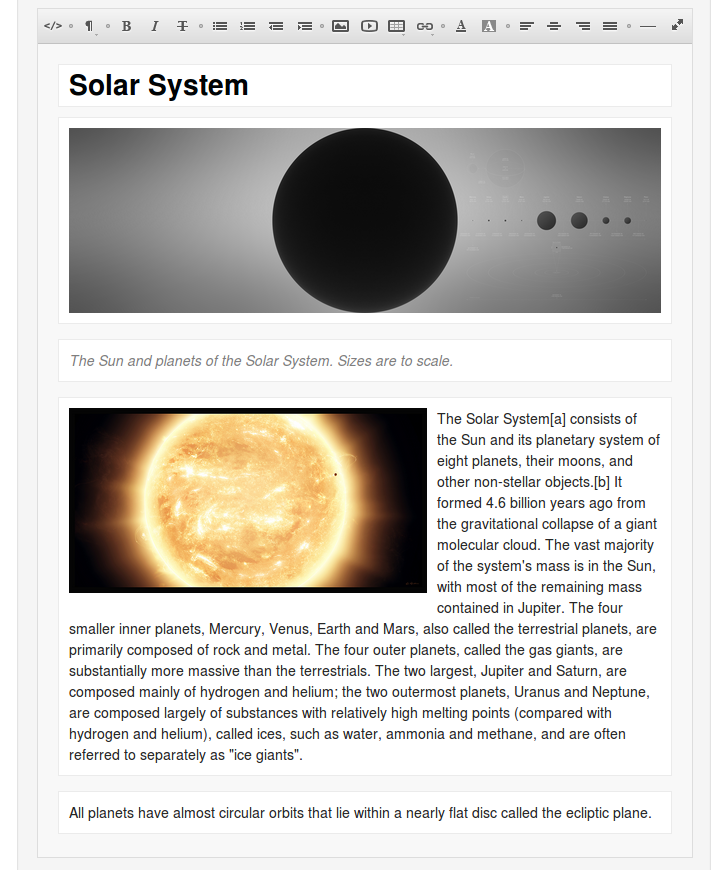 Solar System
The Sun and planets of the Solar System. Sizes are to scale.
The Solar System[a] consists of
the Sun and its planetary system of
eight planets, their moons, and
other non-stellar objects.[b] It
formed 4.6 billion years ago from
the gravitational collapse of a giant
molecular cloud. The vast majority
of the system's mass is in the Sun,
with most of the remaining mass
contained in Jupiter. The four
smaller inner planets, Mercury, Venus, Earth and Mars, also called the terrestrial planets, are
primarily composed of rock and metal. The four outer planets, called the gas giants, are
substantially more massive than the terrestrials. The two largest, Jupiter and Saturn, are
composed mainly of hydrogen and helium; the two outermost planets, Uranus and Neptune,
are composed largely of substances with relatively high melting points (compared with
hydrogen and helium), called ices, such as water, ammonia and methane, and are often
referred to separately as "ice giants".
All planets have almost circular orbits that lie within a nearly flat disc called the ecliptic plane.